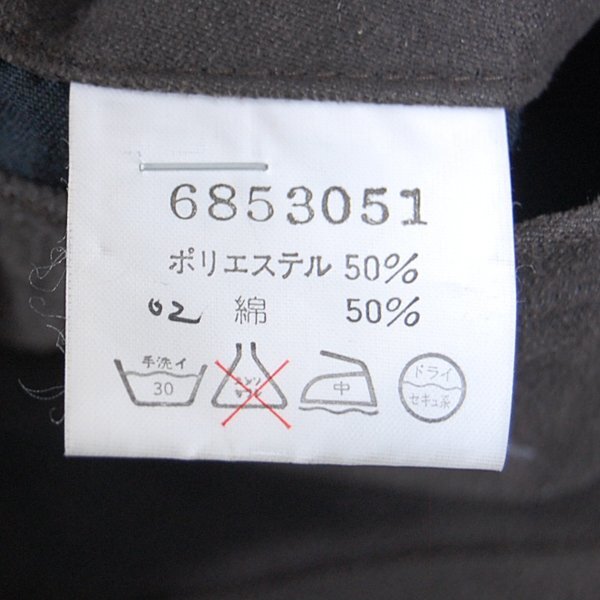 6853051
ポリエステル 50%
02 綿 50%
手洗イ
30
中
ドライ
セキユ系